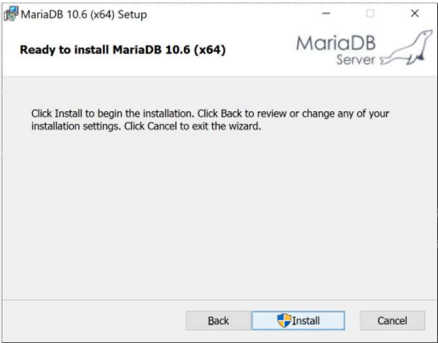 MariaDB 10.6 (x64) Setup
Ready to install MariaDB 10.6 (x64)
MariaDB
Server
Click Install to begin the installation. Click Back to review or change any of your
installation settings. Click Cancel to exit the wizard.
Back
Install
Cancel